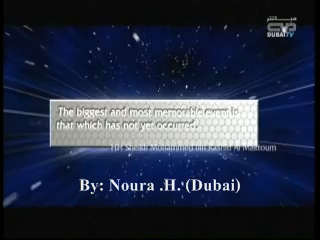 مباشر
DUBAI TV
The biggest and most memorable event is
that which has not yet occurred.
HH Sheikh Mohammed Bin Rashid Al Maktoum
By: Noura .H. (Dubai)